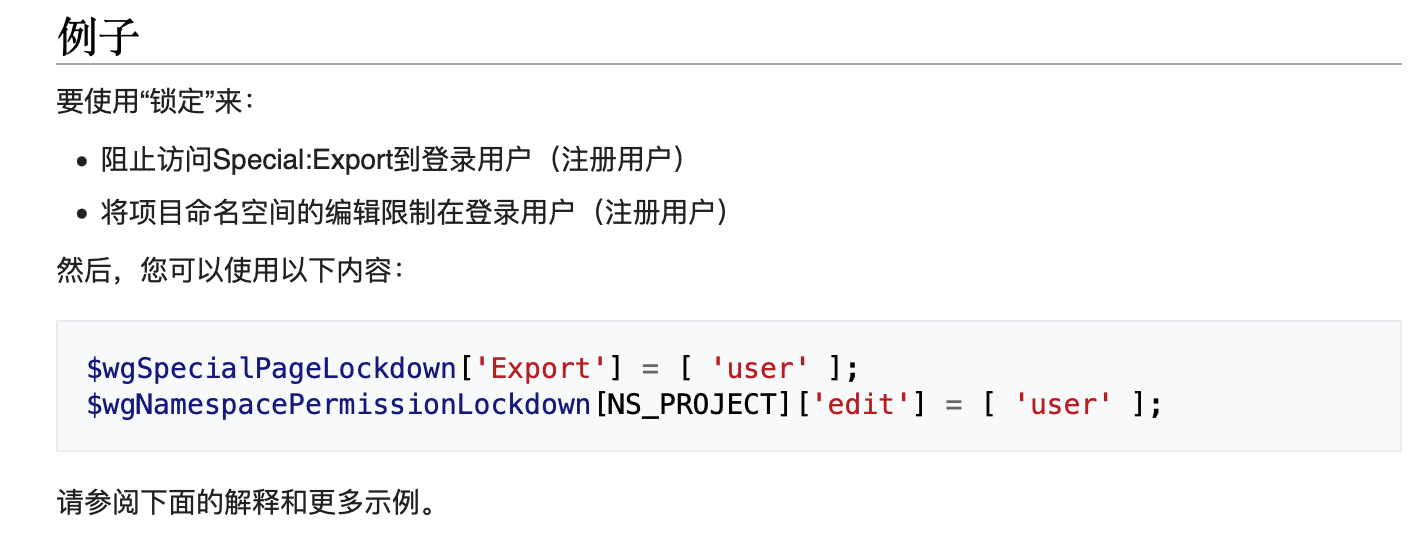 例子
要使用“锁定”来：
• 阻止访问Special:Export到登录用户（注册用户）
• 将项目命名空间的编辑限制在登录用户（注册用户）
然后，您可以使用以下内容：
$wgSpecialPageLockdown['Export'] = [ 'user' ];
$wgNamespacePermissionLockdown[NS_PROJECT]['edit'] = [ 'user' ];
请参阅下面的解释和更多示例。